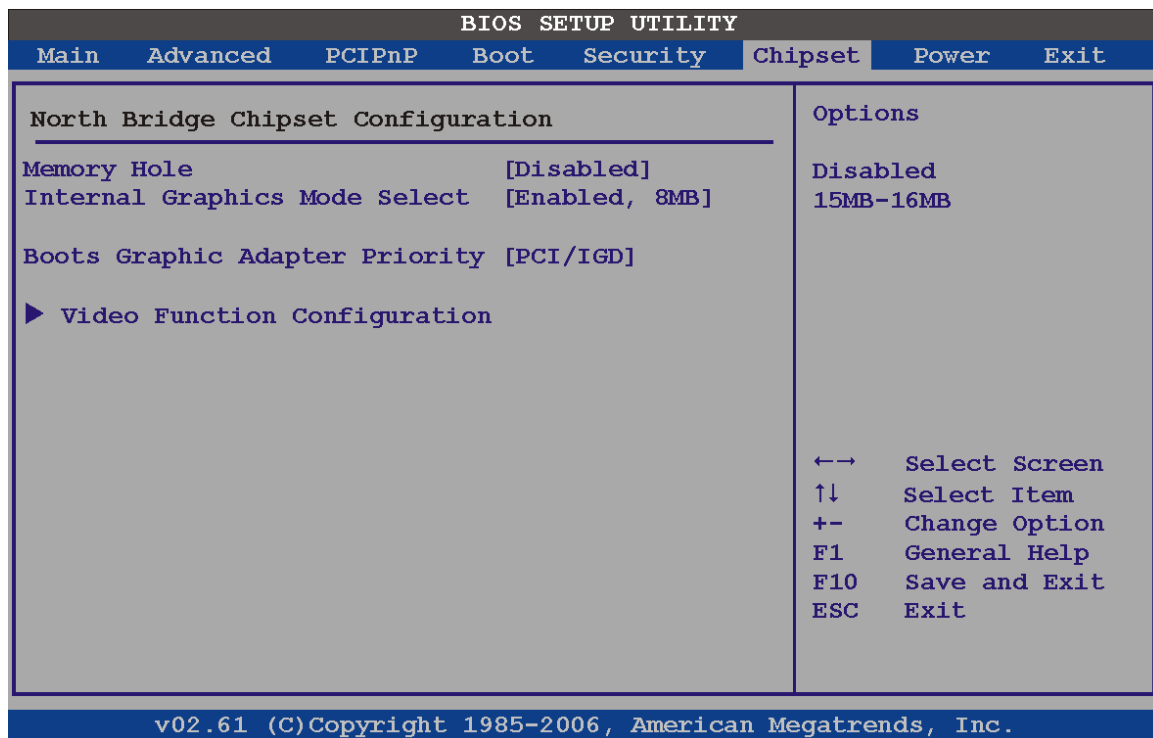 BIOS SETUP UTILITY
Main Advanced PCIPnP Boot Security Chipset Power Exit
North Bridge Chipset Configuration
Memory Hole [Disabled]
Internal Graphics Mode Select [Enabled, 8MB]
Boots Graphic Adapter Priority [PCI/IGD]
▶ Video Function Configuration
Options
Disabled
15MB-16MB
←→ Select Screen
↑↓ Select Item
+- Change Option
F1 General Help
F10 Save and Exit
ESC Exit
v02.61 (C)Copyright 1985-2006, American Megatrends, Inc.